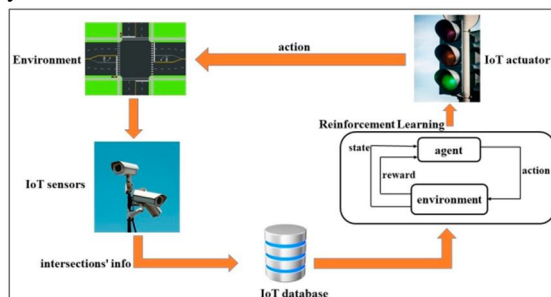 Environment
action
IoT actuator
Reinforcement Learning
state
agent
reward
action
environment
IoT sensors
intersections' info
IoT database